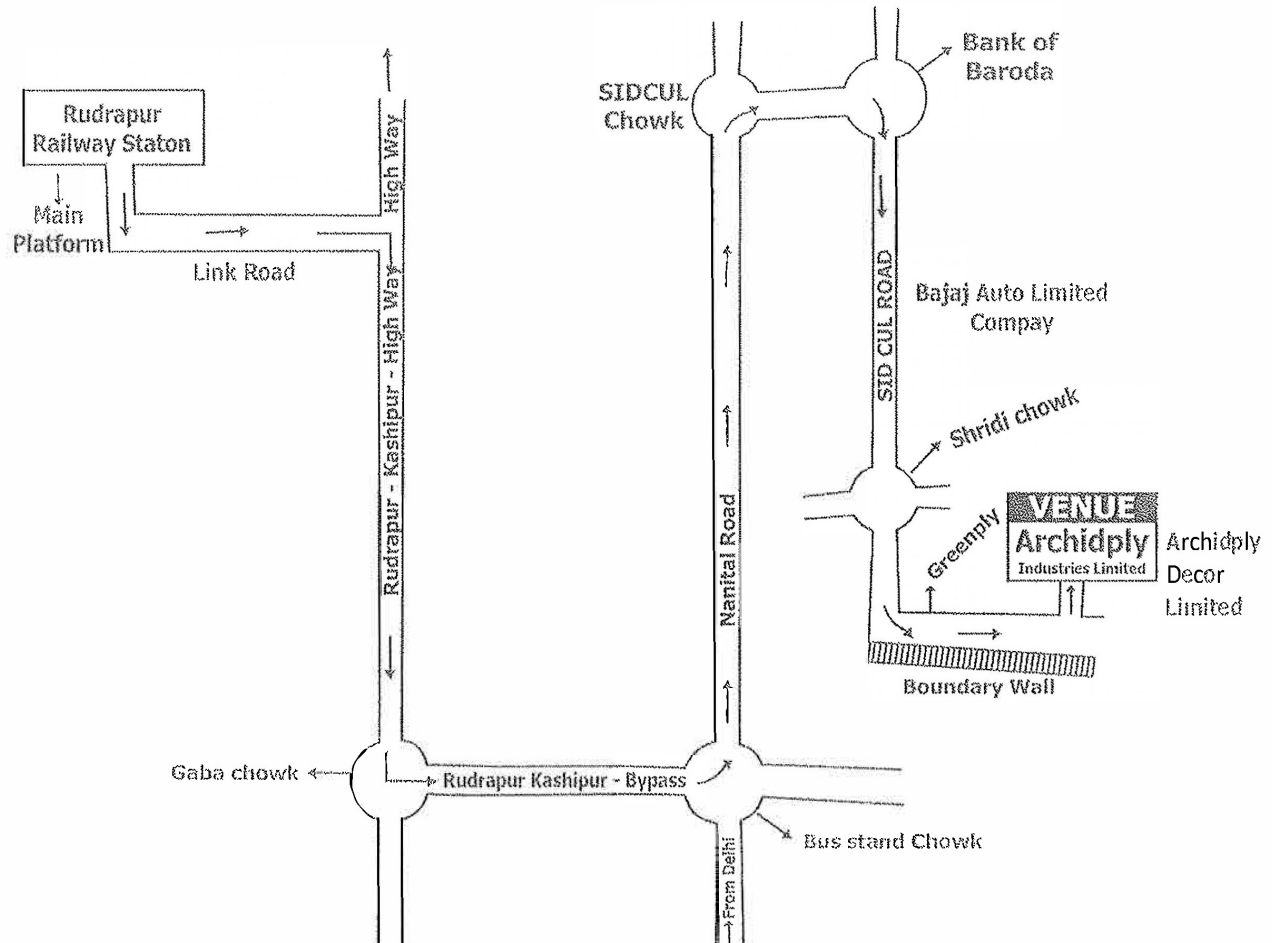 Rudrapur
Railway Staton
Main
Platform
Link Road
High Way
Rudrapur - Kashipur - High Way
Gaba chowk
Rudrapur Kashipur - Bypass
Bus stand Chowk
From Delhi
Nanital Road
SIDCUL
Chowk
Bank of
Baroda
SID CUL ROAD
Bajaj Auto Limited
Compay
Shridi chowk
Greenply
VENUE
Archidply
Industries Limited
Archidply
Decor
Limited
Boundary Wall